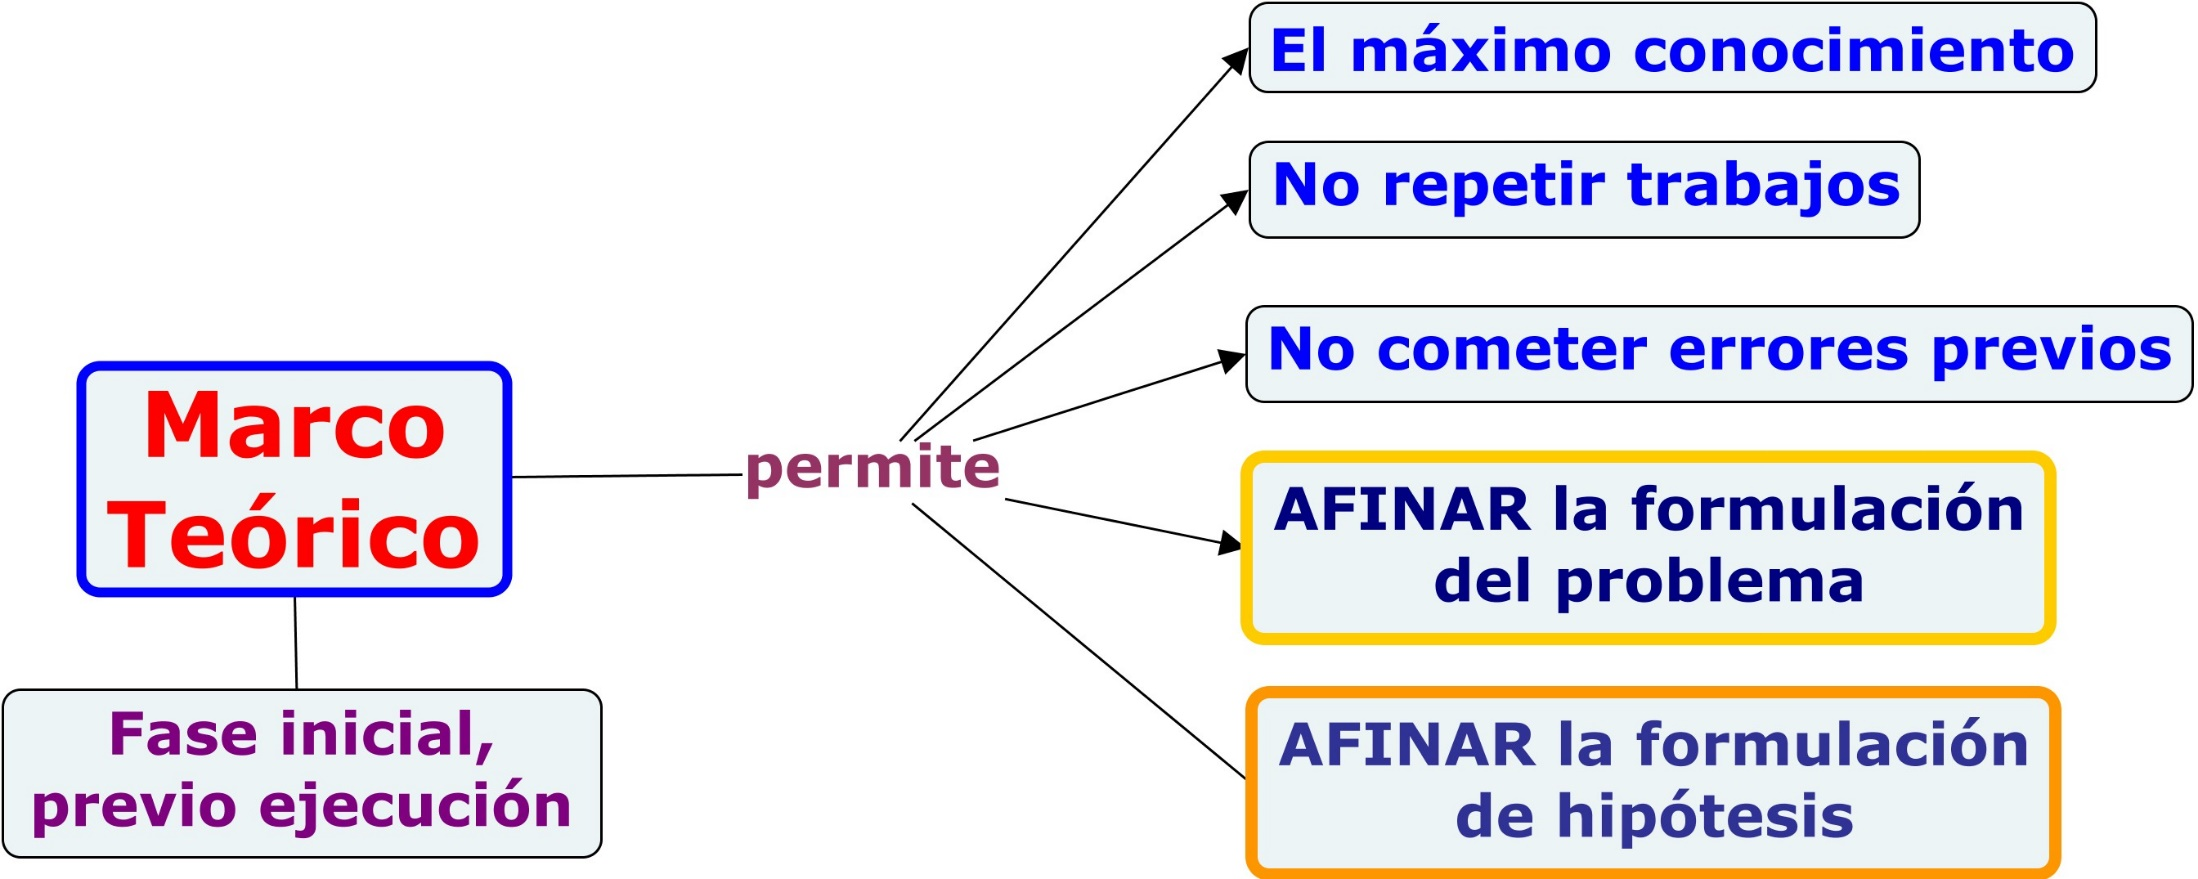 El máximo conocimiento
No repetir trabajos
No cometer errores previos
Marco
Teórico
permite
AFINAR la formulación
del problema
Fase inicial,
previo ejecución
AFINAR la formulación
de hipótesis